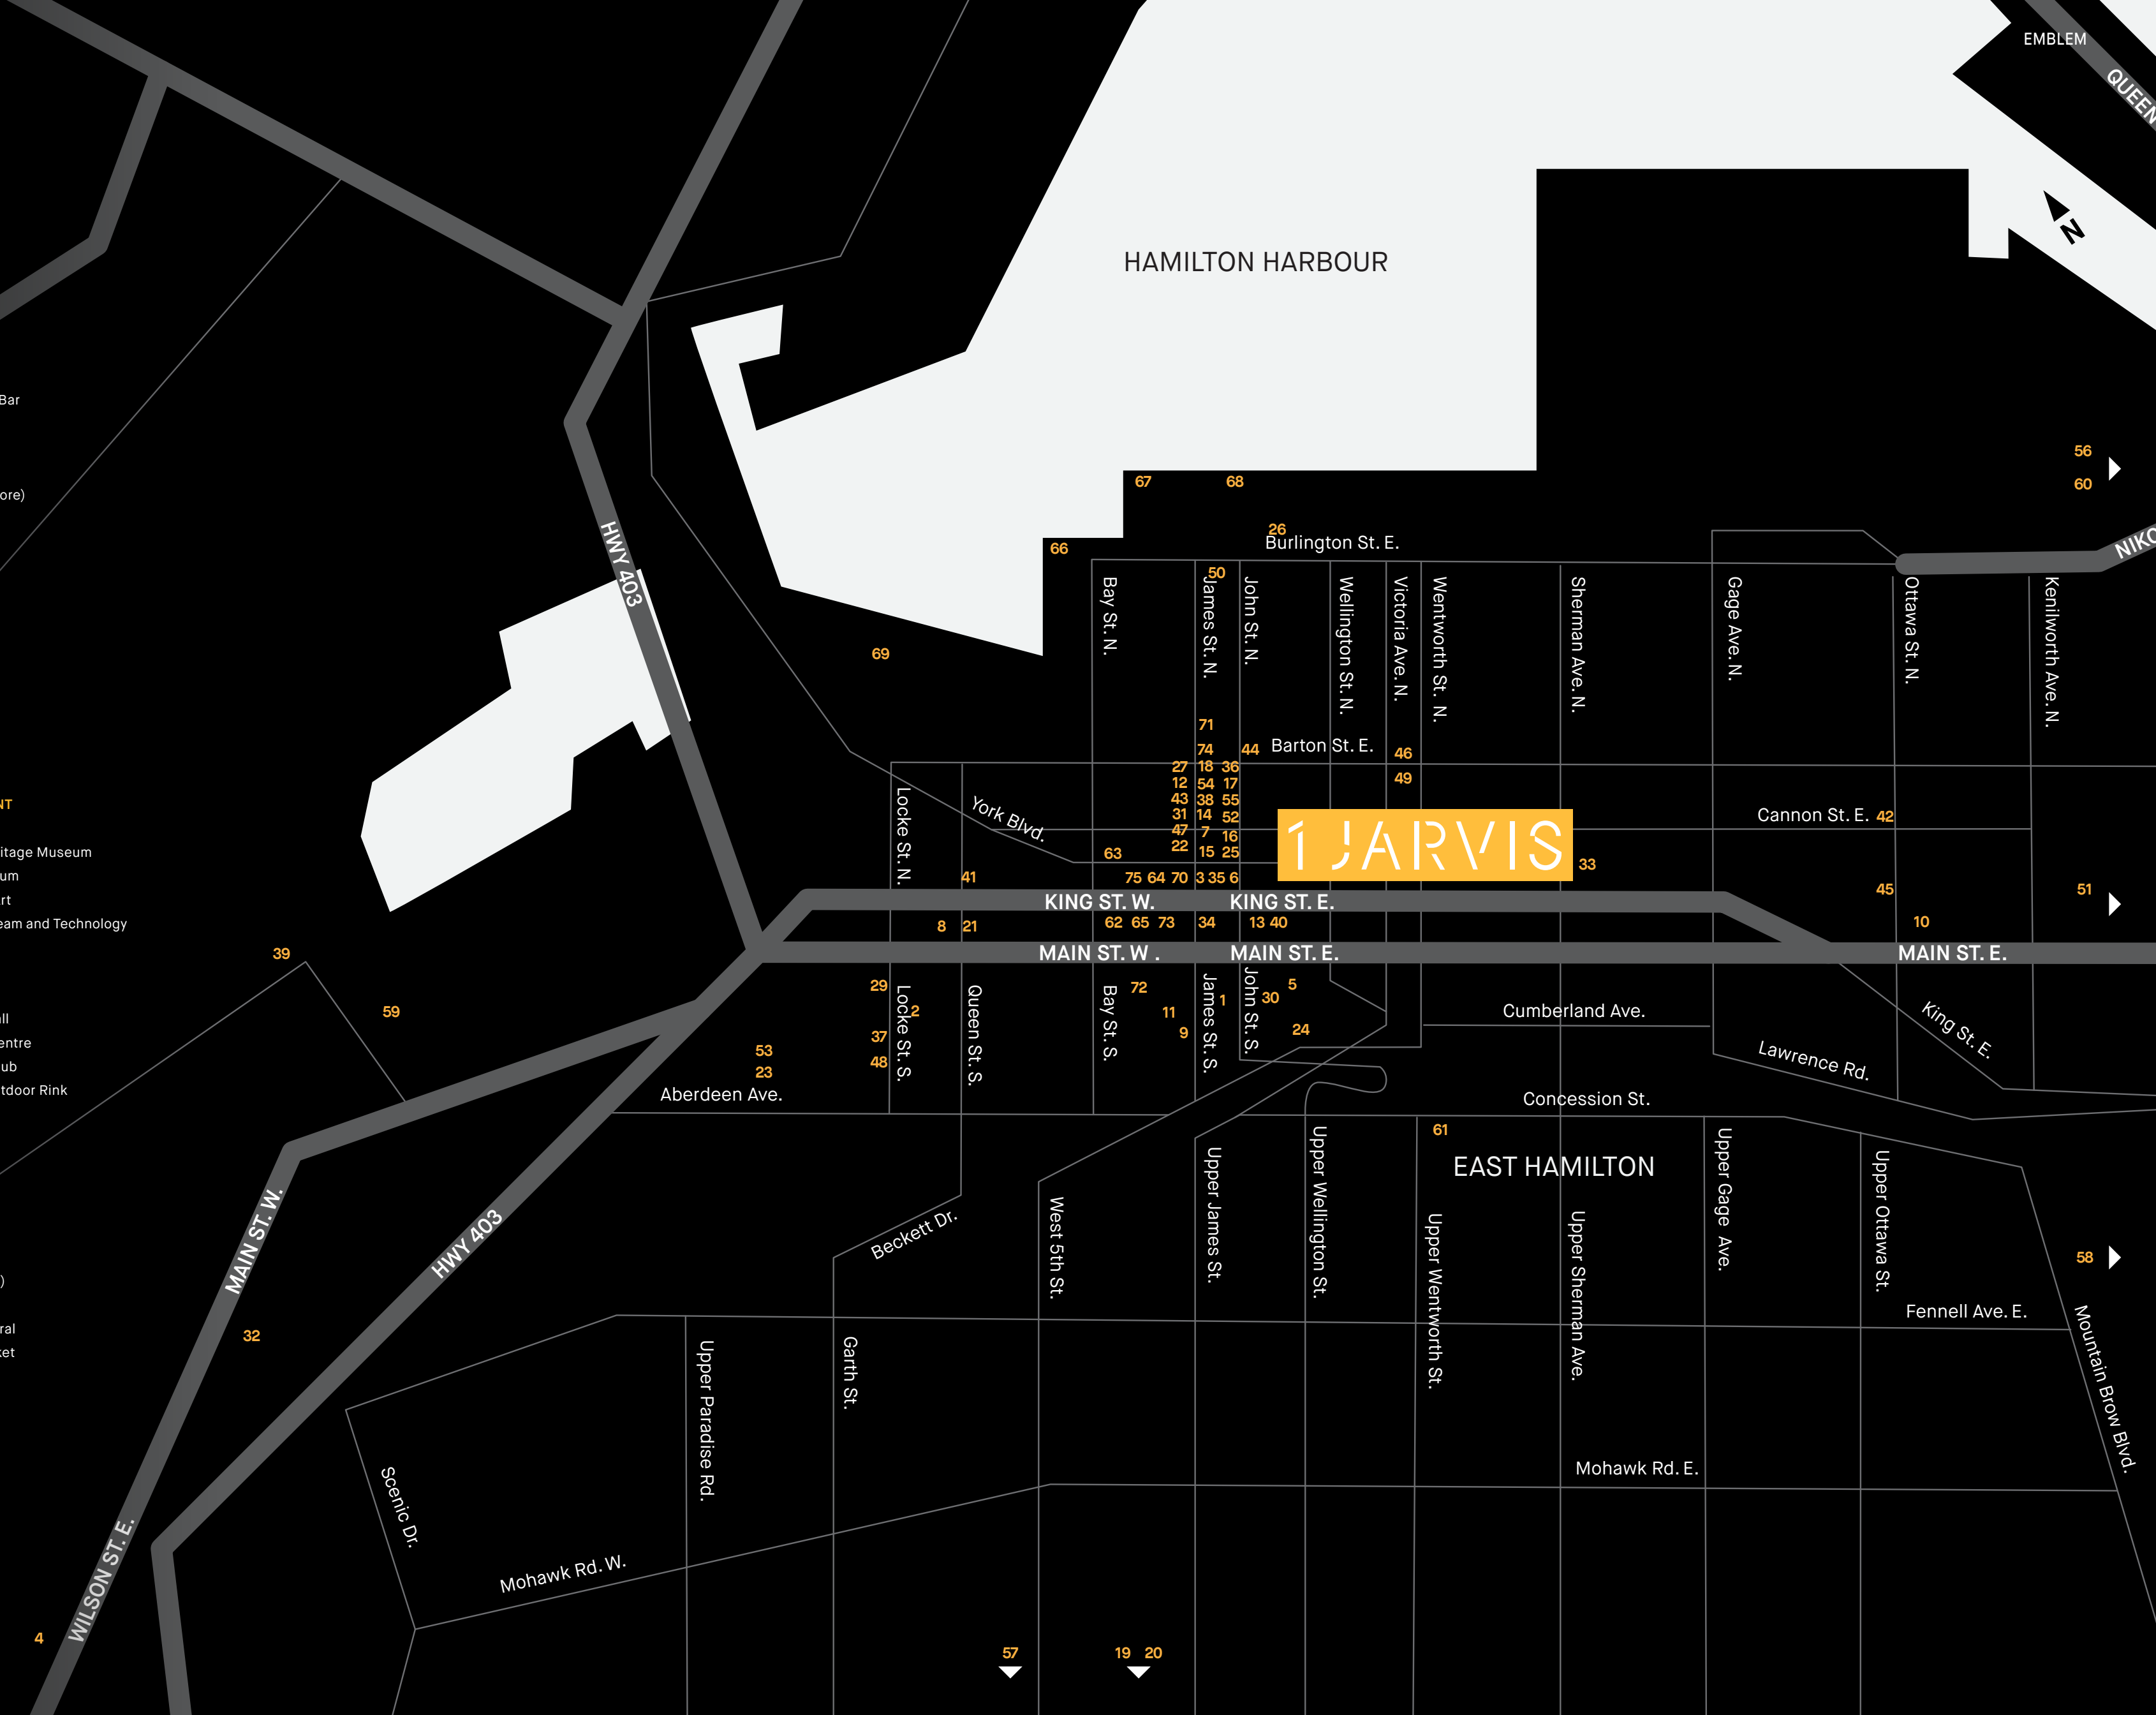 EMBLEM
QUEEN
N
HAMILTON HARBOUR
Bar
ore)
56
60
67
68
26
Burlington St. E.
66
HWY 403
NIKO
50
Bay St. N.
James St. N.
John St. N.
Wellington St. N.
Victoria Ave. N.
Wentworth St. N.
Sherman Ave. N.
Gage Ave. N.
Ottawa St. N.
Kenilworth Ave. N.
69
71
74
44
Barton St. E.
46
27 18 36
12 54 17
49
43 38 55
31 14 52
47 7 16
22 15 25
NT
Locke St. N.
York Blvd.
1 JARVIS
Cannon St. E.
42
itage Museum
um
rt
eam and Technology
63
33
41
75 64 70 3 35 6
45
51
KING ST. W.
KING ST. E.
8
21
62 65 73
34
13 40
10
39
MAIN ST. W .
MAIN ST. E.
MAIN ST. E.
59
29
Locke St. S.
2
37
48
53
23
Queen St. S.
Bay St. S.
72
11
9
James St. S.
1
John St. S.
30
5
24
Cumberland Ave.
King St. E.
Lawrence Rd.
ll
entre
ub
tdoor Rink
Aberdeen Ave.
Concession St.
61
EAST HAMILTON
MAIN ST. W.
HWY 403
Beckett Dr.
West 5th St.
Upper James St.
Upper Wellington St.
Upper Wentworth St.
Upper Sherman Ave.
Upper Gage Ave.
Upper Ottawa St.
58
Fennell Ave. E.
Mountain Brow Blvd.
)
ral
ket
32
Upper Paradise Rd.
Garth St.
Scenic Dr.
Mohawk Rd. E.
Mohawk Rd. W.
WILSON ST. E.
4
57
19 20